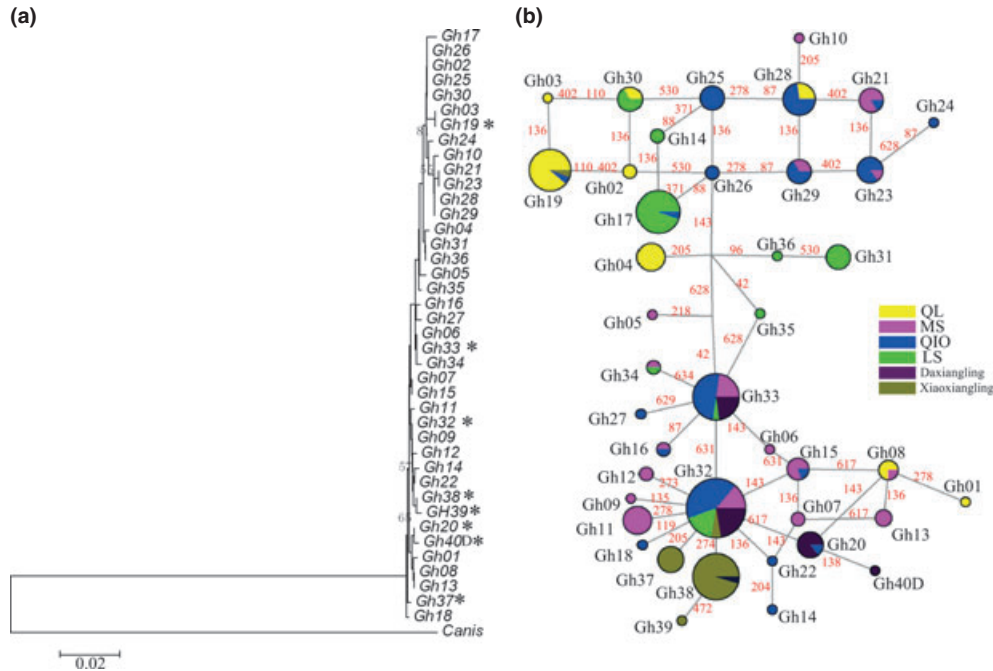 (a)
Gh17
Gh26
Gh02
Gh25
Gh30
Gh03
Gh19 *
Gh24
Gh10
Gh21
Gh23
Gh28
Gh29
Gh04
Gh31
Gh36
Gh05
Gh35
Gh16
Gh27
Gh06
Gh33 *
Gh34
Gh07
Gh15
Gh11
Gh32 *
Gh09
Gh12
Gh14
Gh22
Gh38 *
GH39 *
Gh20 *
Gh40D *
Gh01
Gh08
Gh13
Gh37 *
Gh18
Canis
0.02
(b)
Gh10
205
Gh03
Gh30
Gh25
Gh28
Gh21
402 110
530
278 87
402
Gh24
371
88
Gh14
87
628
136
136
136
136
136
136
110 402
530
278 87
402
Gh19
Gh02
371
88
Gh26
Gh29
Gh23
Gh17
143
Gh04
205
96
Gh36
530
Gh31
628
42
Gh05
218
Gh35
42
628
QL
MS
QIO
LS
Daxiangling
Xiaoxiangling
Gh34
634
Gh33
Gh27
629
87
143
Gh16
631
Gh06
Gh15
Gh08
631
617
278
Gh12
Gh32
273
143
136
143
136
Gh01
Gh09
135
Gh07
278
617
617
Gh11
119
Gh13
Gh18
205
274
136
143
Gh20
Gh22
138
Gh37
Gh38
204
Gh40D
472
Gh14
Gh39